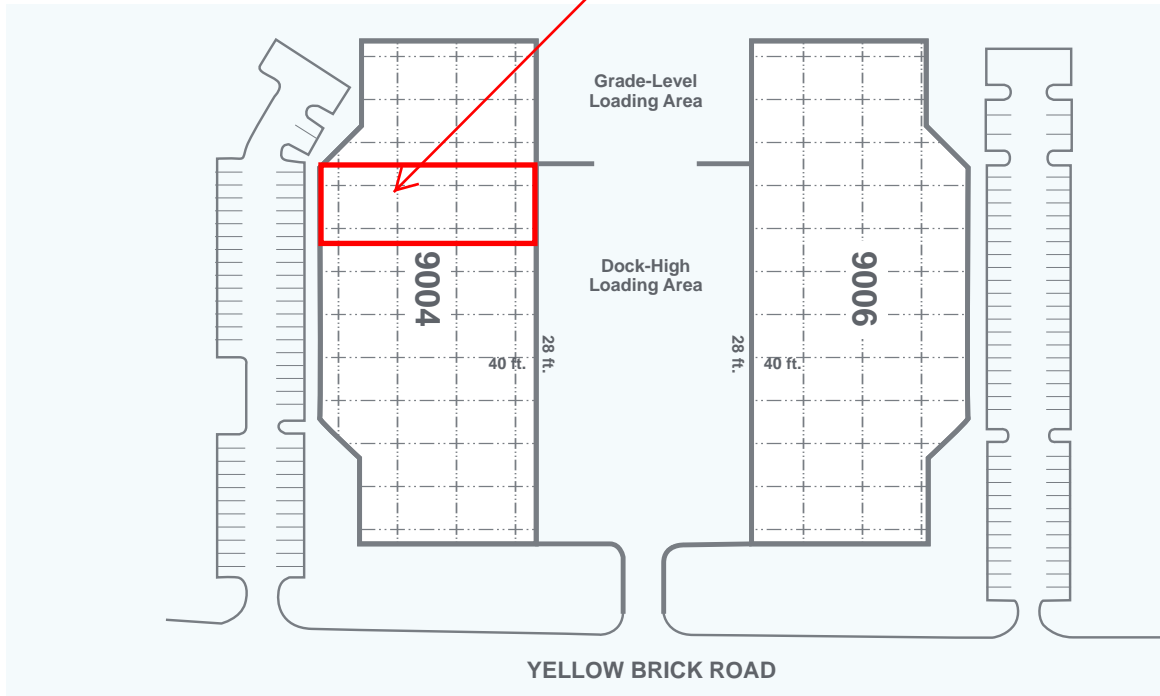 Grade-Level
Loading Area
Dock-High
Loading Area
9004
9006
40 ft.
28 ft.
28 ft.
40 ft.
YELLOW BRICK ROAD